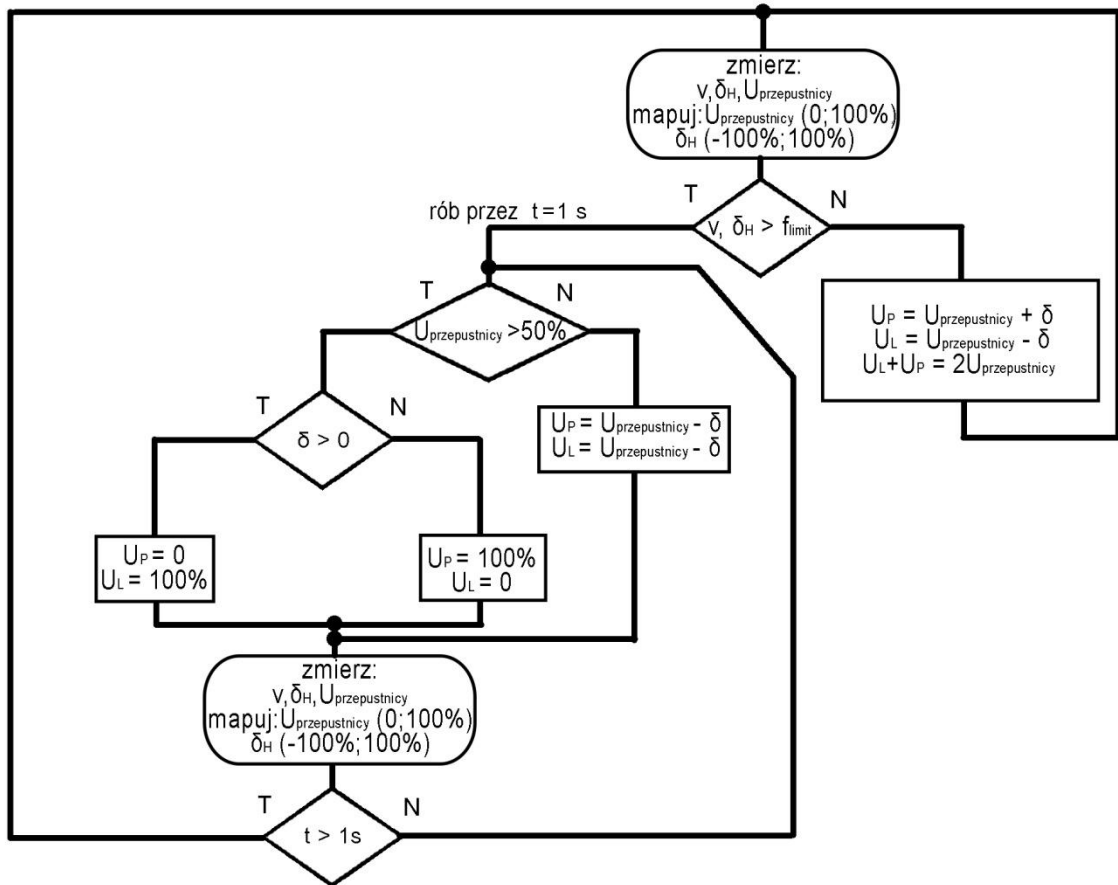 zmierz:
v,δH,Uprzepustnicy
mapuj:Uprzepustnicy (0;100%)
δH (-100%;100%)
T
N
rób przez t=1 s
v, δH > flimit
T
N
Uprzepustnicy >50%
UP = Uprzepustnicy + δ
UL = Uprzepustnicy - δ
UL+UP = 2Uprzepustnicy
T
N
δ > 0
UP = Uprzepustnicy - δ
UL = Uprzepustnicy - δ
UP = 0
UL = 100%
UP = 100%
UL = 0
zmierz:
v,δH,Uprzepustnicy
mapuj:Uprzepustnicy (0;100%)
δH (-100%;100%)
T
N
t > 1s